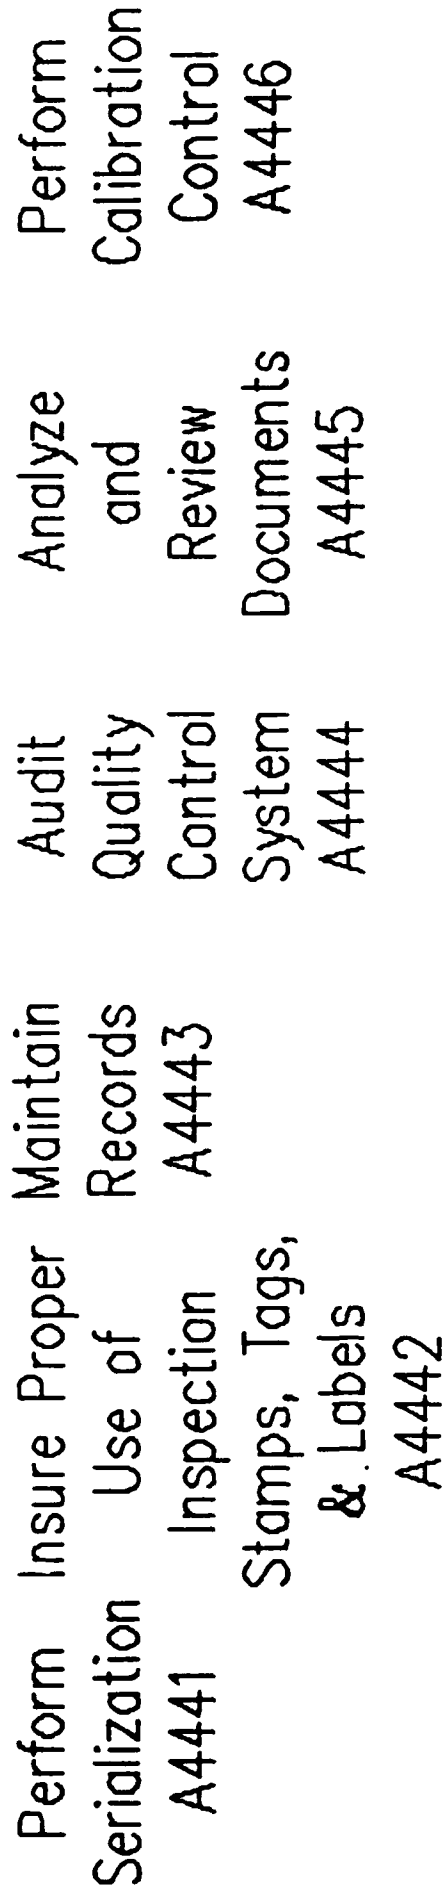 Perform
Serialization
A4441
Insure Proper
Use of
Inspection
Stamps, Tags,
& Labels
A4442
Maintain
Records
A4443
Audit
Quality
Control
System
A4444
Analyze
and
Review
Documents
A4445
Perform
Calibration
Control
A4446